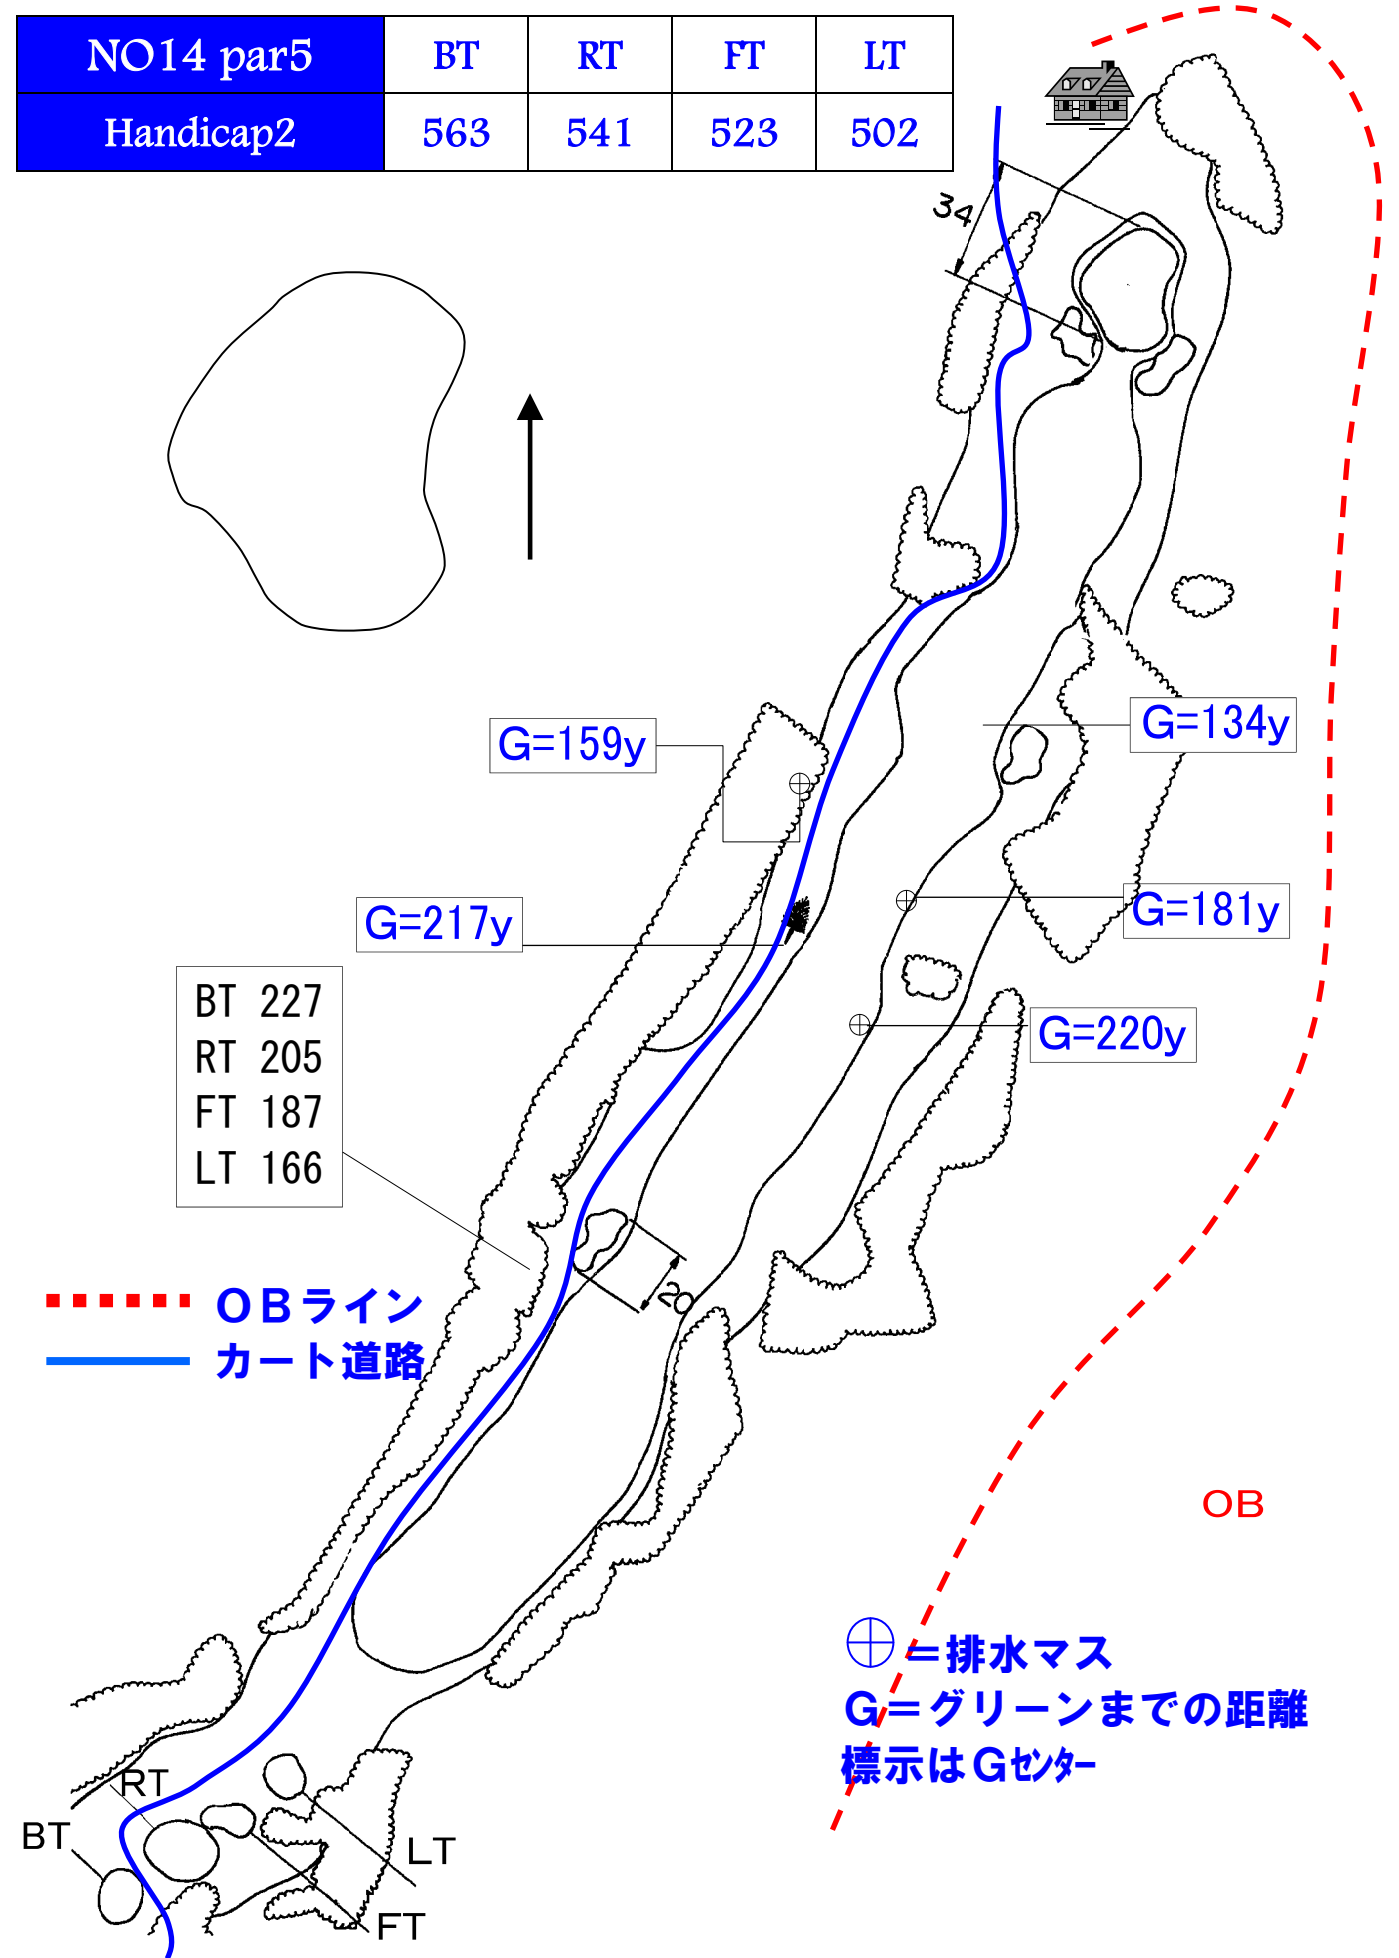 NO14 par5 BT RT FT LT
Handicap2 563 541 523 502
34
G=159y
G=134y
G=217y
G=181y
BT 227
RT 205
FT 187
LT 166
G=220y
20
OBライン
カート道路
OB
=排水マス
G=グリーンまでの距離
標示はGセンター
RT
BT
LT
FT